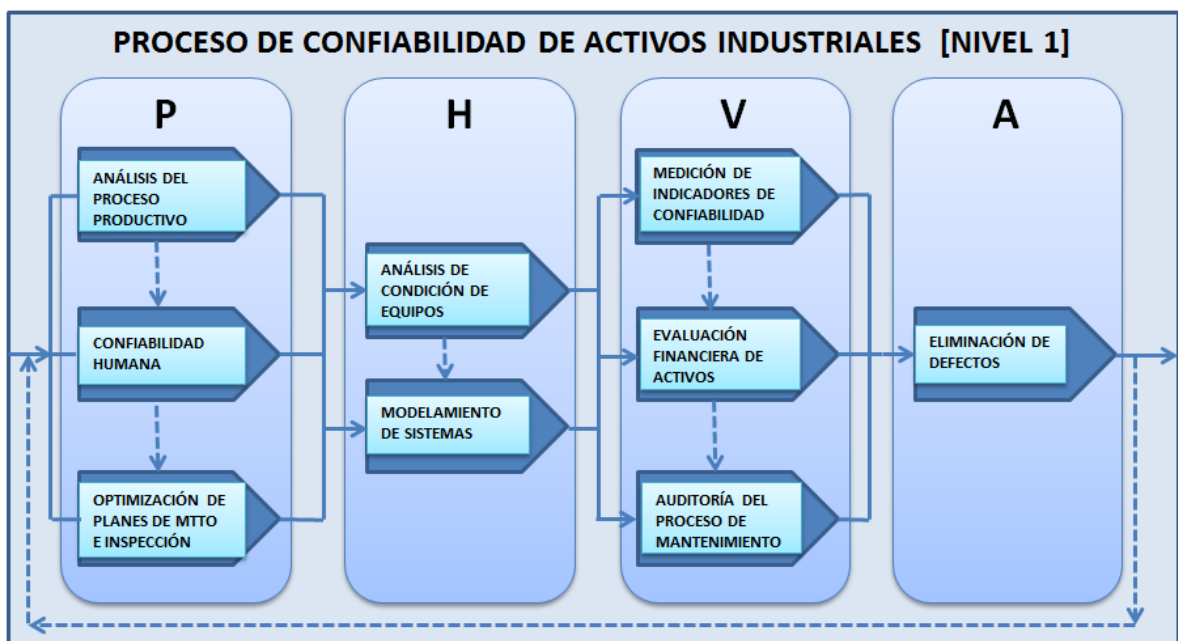 PROCESO DE CONFIABILIDAD DE ACTIVOS INDUSTRIALES [NIVEL 1]
P
ANÁLISIS DEL
PROCESO
PRODUCTIVO
CONFIABILIDAD
HUMANA
OPTIMIZACIÓN DE
PLANES DE MTTO
E INSPECCIÓN
H
ANÁLISIS DE
CONDICIÓN DE
EQUIPOS
MODELAMIENTO
DE SISTEMAS
V
MEDICIÓN DE
INDICADORES DE
CONFIABILIDAD
EVALUACIÓN
FINANCIERA DE
ACTIVOS
AUDITORÍA DEL
PROCESO DE
MANTENIMIENTO
A
ELIMINACIÓN DE
DEFECTOS